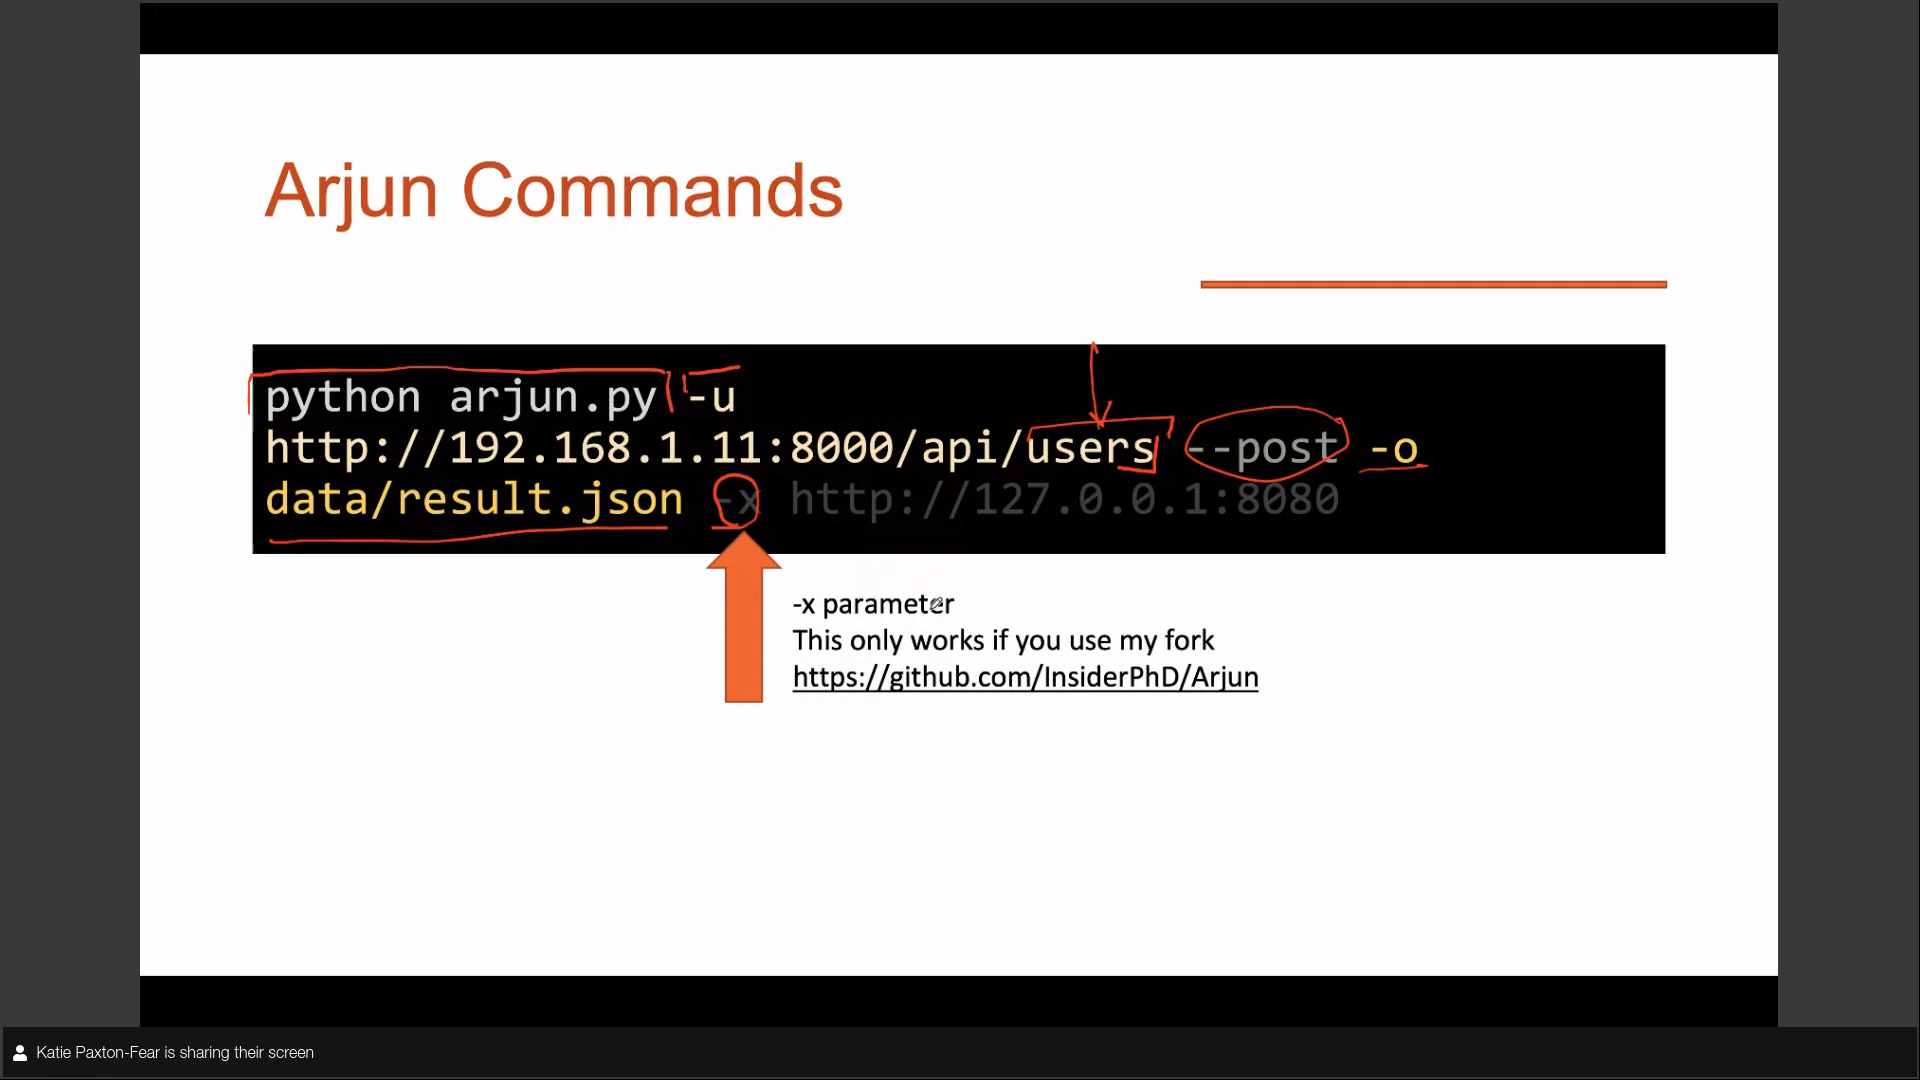 Arjun Commands
python arjun.py -u
http://192.168.1.11:8000/api/users --post -o
data/result.json -x http://127.0.0.1:8080
-x parameter
This only works if you use my fork
https://github.com/InsiderPhD/Arjun
Katie Paxton-Fear is sharing their screen